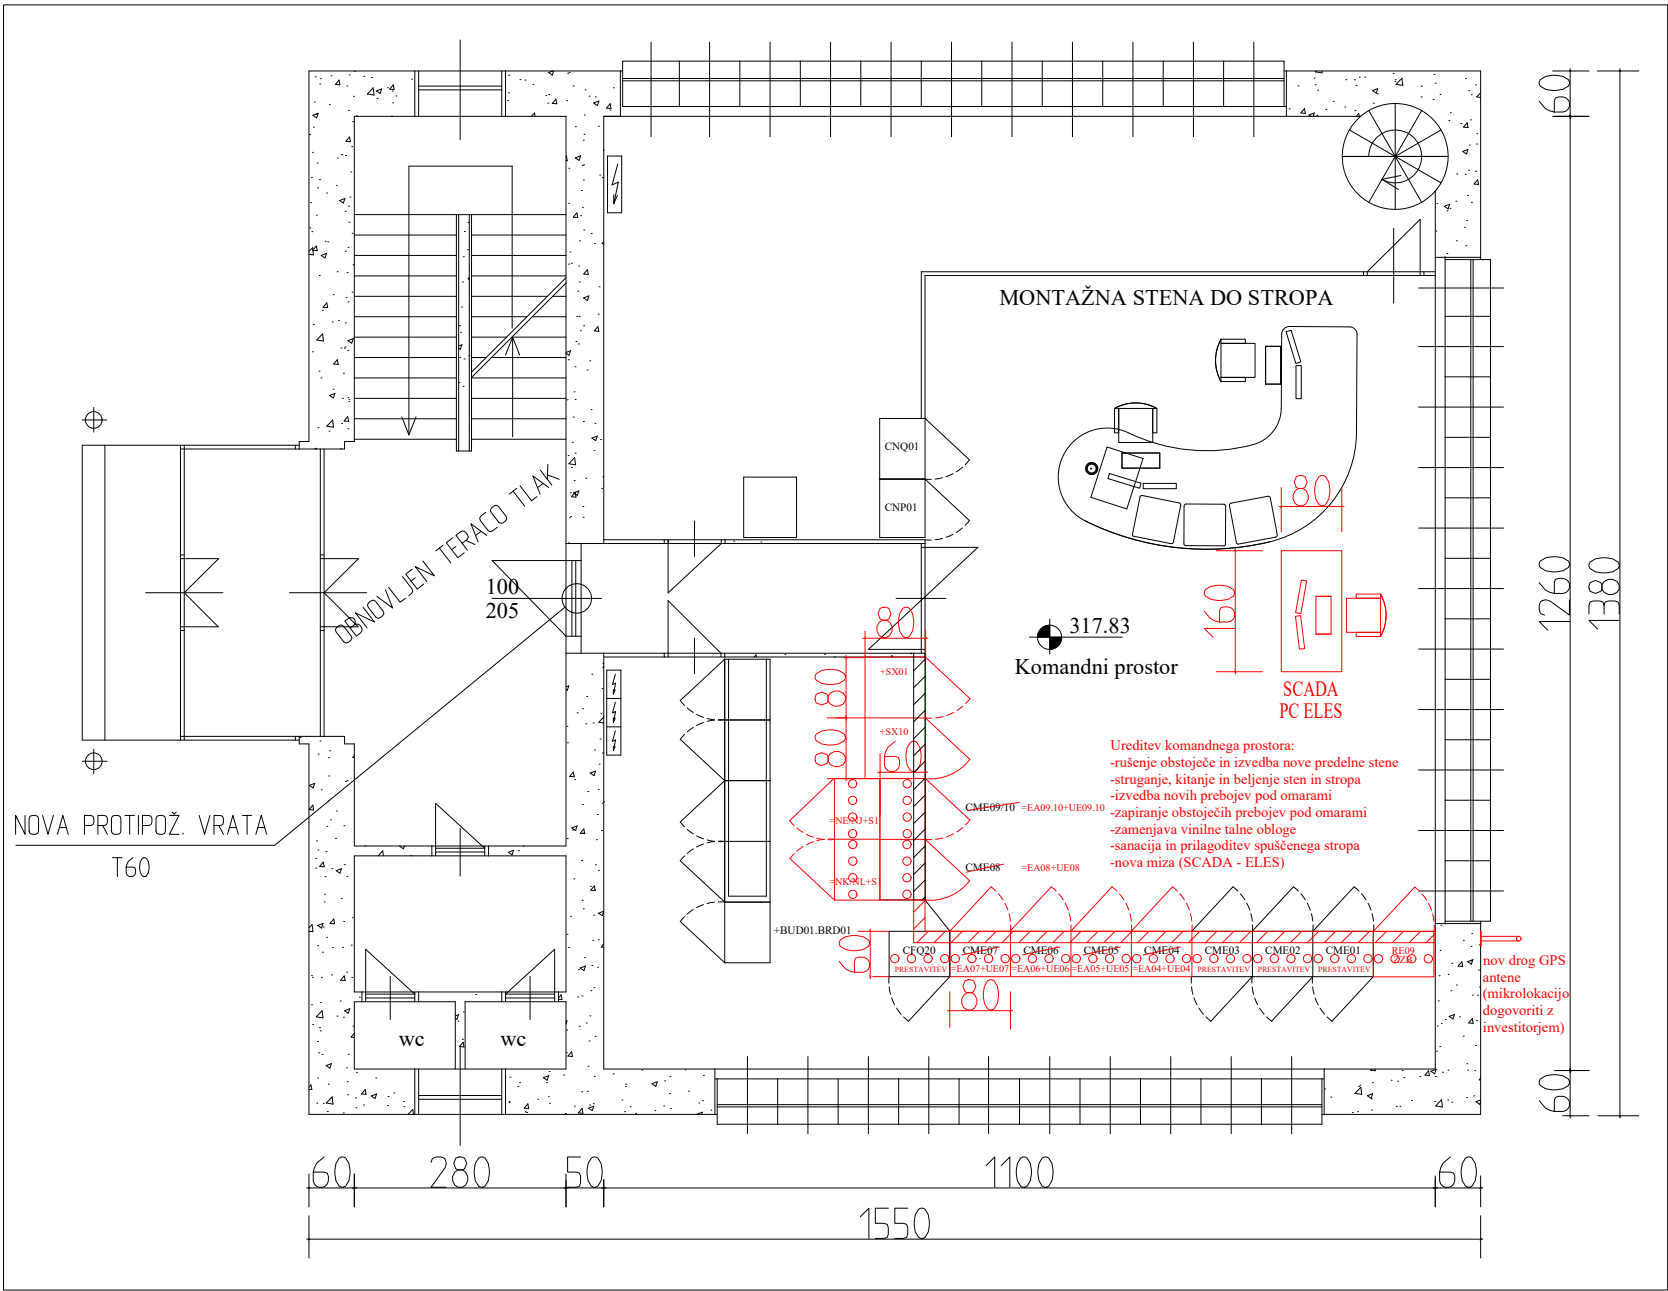 60
MONTAŽNA STENA DO STROPA
CNQ01
CNP01
80
OBNOVLJEN TERACO TLAK
100
205
160
1260
1380
80
317.83
Komandni prostor
+SX01
80
SCADA
PC ELES
+SX10
80
60
Ureditev komandnega prostora:
-rušenje obstoječe in izvedba nove predelne stene
-struganje, kitanje in beljenje sten in stropa
-izvedba novih prebojev pod omarami
-zapiranje obstoječih prebojev pod omarami
-zamenjava vinilne talne obloge
-sanacija in prilagoditev spuščenega stropa
-nova miza (SCADA - ELES)
CME09/10 =EA09.10+UE09.10
=NE/NJ+S1
NOVA PROTIPOŽ. VRATA
T60
CME08 =EA08+UE08
+BUD01.BRD01
60
CFQ20 CME07 CME06 CME05 CME04 CME03 CME02 CME01 RE09
PRESTAVITEV =EA07+UE07 =EA06+UE06 =EA05+UE05 =EA04+UE04 PRESTAVITEV PRESTAVITEV PRESTAVITEV
80
nov drog GPS
antene
(mikrolokacijo
dogovoriti z
investitorjem)
wc
wc
60
60
280
50
1100
60
1550